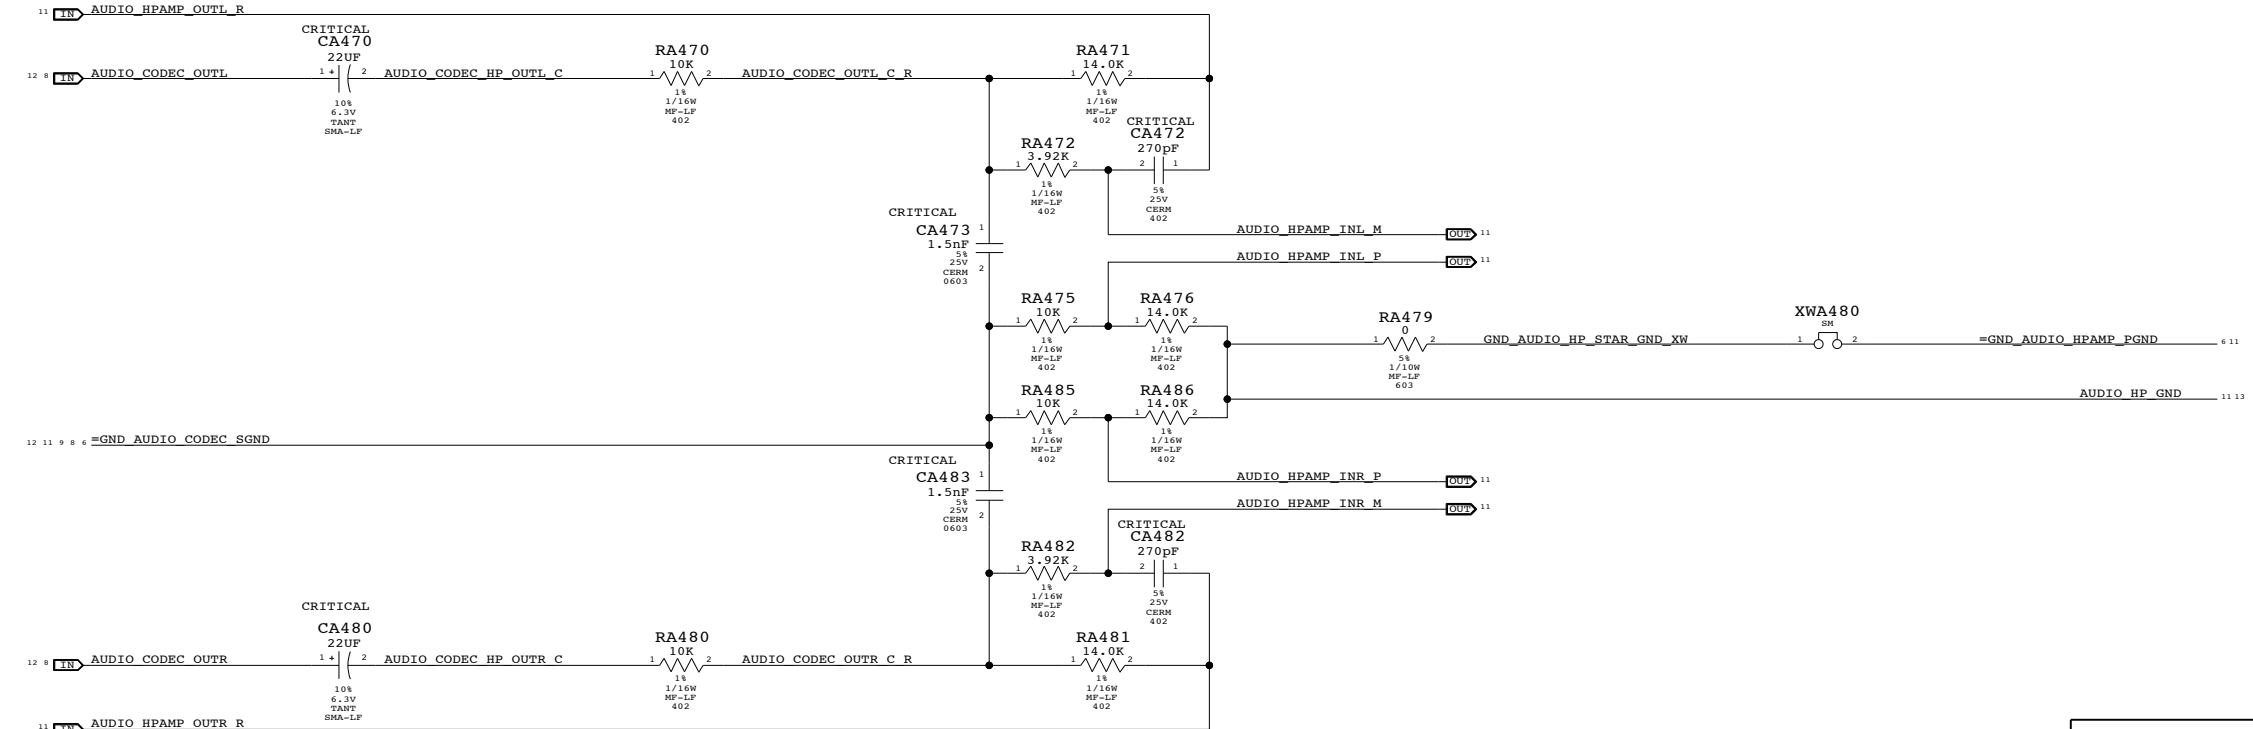 11 IN AUDIO_HPAMP_OUTL_R
CRITICAL
CA470
22UF
1 + 2
10%
6.3V
TANT
SMA-LF
12 8 IN AUDIO_CODEC_OUTL
AUDIO_CODEC_HP_OUTL_C
RA470
10K
1 2
1%
1/16W
MF-LF
402
AUDIO_CODEC_OUTL_C_R
RA471
14.0K
1 2
1%
1/16W
MF-LF
402
RA472
3.92K
1 2
1%
1/16W
MF-LF
402
CRITICAL
CA472
270pF
2 1
5%
25V
CERM
402
CRITICAL
CA473
1
1.5nF
5%
25V
CERM
0603
2
AUDIO_HPAMP_INL_M OUT 11
AUDIO_HPAMP_INL_P OUT 11
RA475
10K
1 2
1%
1/16W
MF-LF
402
RA476
14.0K
1 2
1%
1/16W
MF-LF
402
RA479
0
1 2
5%
1/10W
MF-LF
603
GND_AUDIO_HP_STAR_GND_XW
XWA480
SM
1 2
=GND_AUDIO_HPAMP_PGND 6 11
RA485
10K
1 2
1%
1/16W
MF-LF
402
RA486
14.0K
1 2
1%
1/16W
MF-LF
402
AUDIO_HP_GND 11 13
12 11 9 8 6 =GND_AUDIO_CODEC_SGND
CRITICAL
CA483
1
1.5nF
5%
25V
CERM
0603
2
AUDIO_HPAMP_INR_P OUT 11
AUDIO_HPAMP_INR_M OUT 11
RA482
3.92K
1 2
1%
1/16W
MF-LF
402
CRITICAL
CA482
270pF
2 1
5%
25V
CERM
402
CRITICAL
CA480
22UF
1 + 2
10%
6.3V
TANT
SMA-LF
12 8 IN AUDIO_CODEC_OUTR
AUDIO_CODEC_HP_OUTR_C
RA480
10K
1 2
1%
1/16W
MF-LF
402
AUDIO_CODEC_OUTR_C_R
RA481
14.0K
1 2
1%
1/16W
MF-LF
402
11 IN AUDIO_HPAMP_OUTR_R